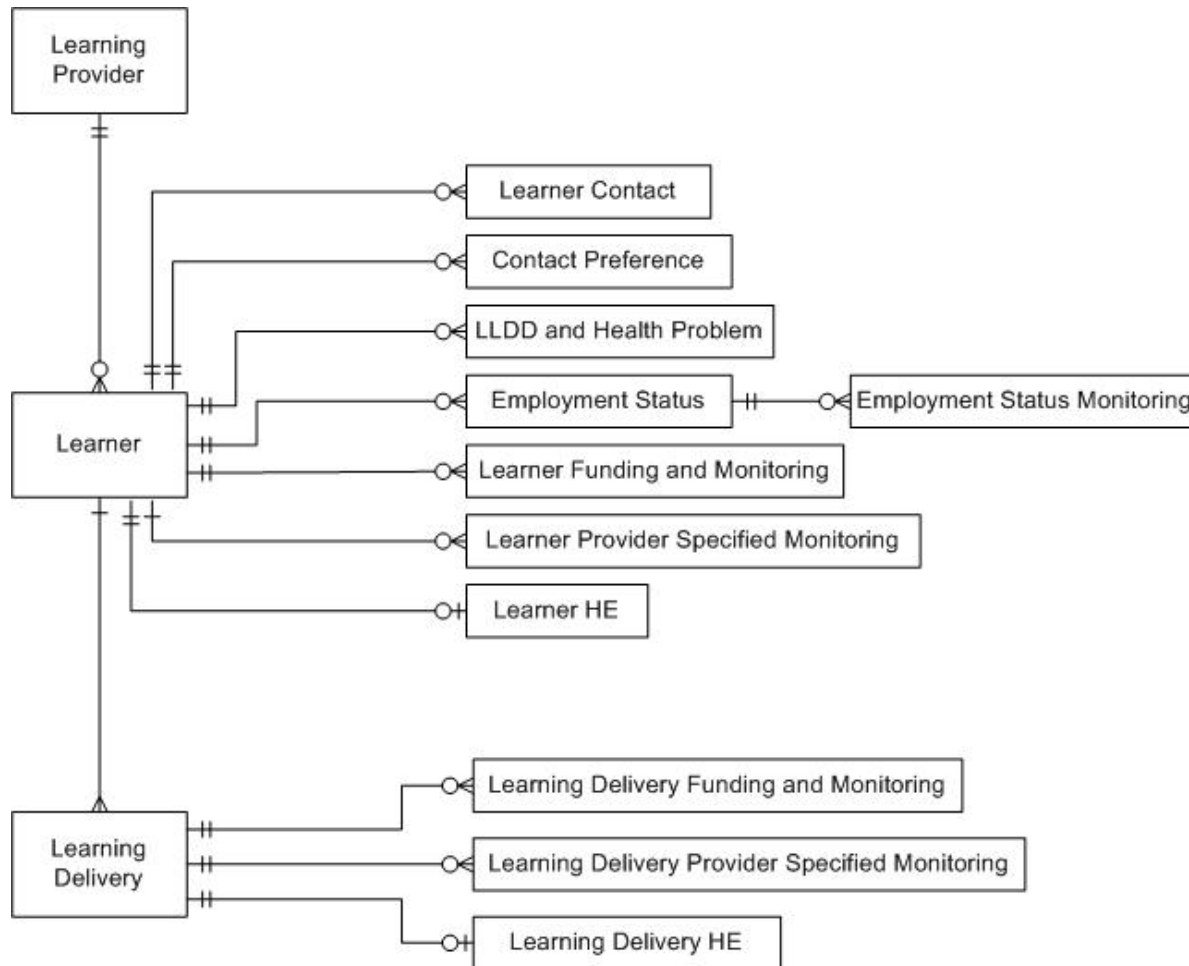 Learning
Provider
Learner Contact
Contact Preference
LLDD and Health Problem
Employment Status
Employment Status Monitoring
Learner
Learner Funding and Monitoring
Learner Provider Specified Monitoring
Learner HE
Learning Delivery Funding and Monitoring
Learning
Delivery
Learning Delivery Provider Specified Monitoring
Learning Delivery HE